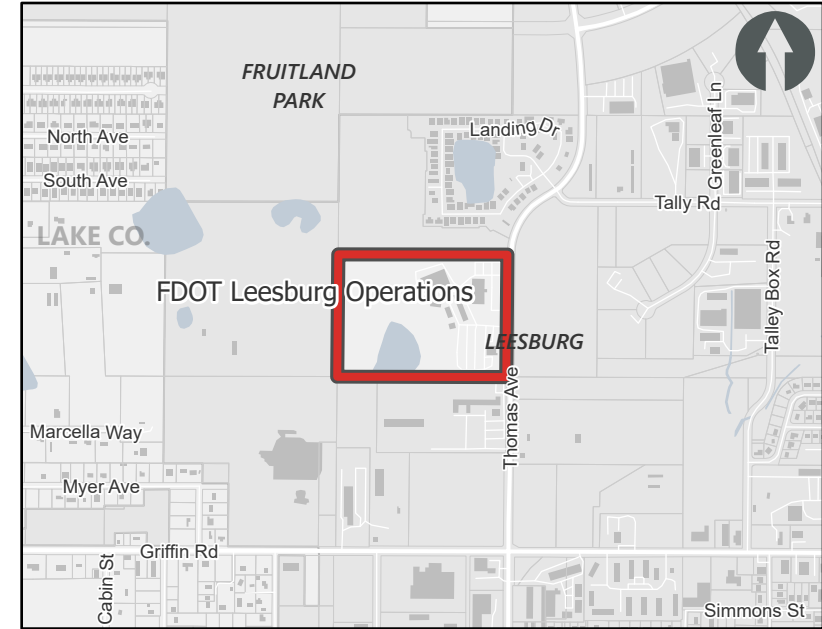 FRUITLAND
PARK
Landing Dr
Greenleaf Ln
North Ave
South Ave
Tally Rd
LAKE CO.
Talley Box Rd
FDOT Leesburg Operations
LEESBURG
Thomas Ave
Marcella Way
Myer Ave
Griffin Rd
Cabin St
Simmons St